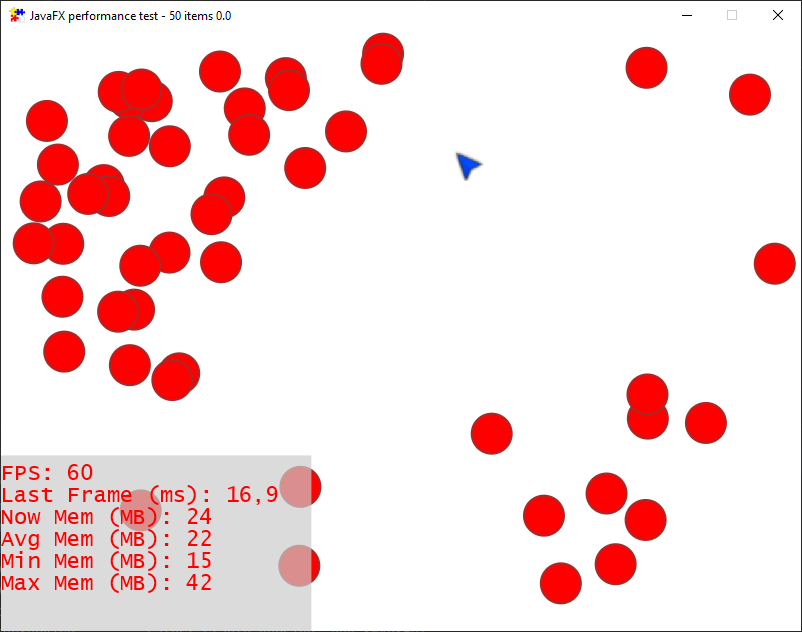 JavaFX performance test - 50 items 0.0
FPS: 60
Last Frame (ms): 16,9
Now Mem (MB): 24
Avg Mem (MB): 22
Min Mem (MB): 15
Max Mem (MB): 42